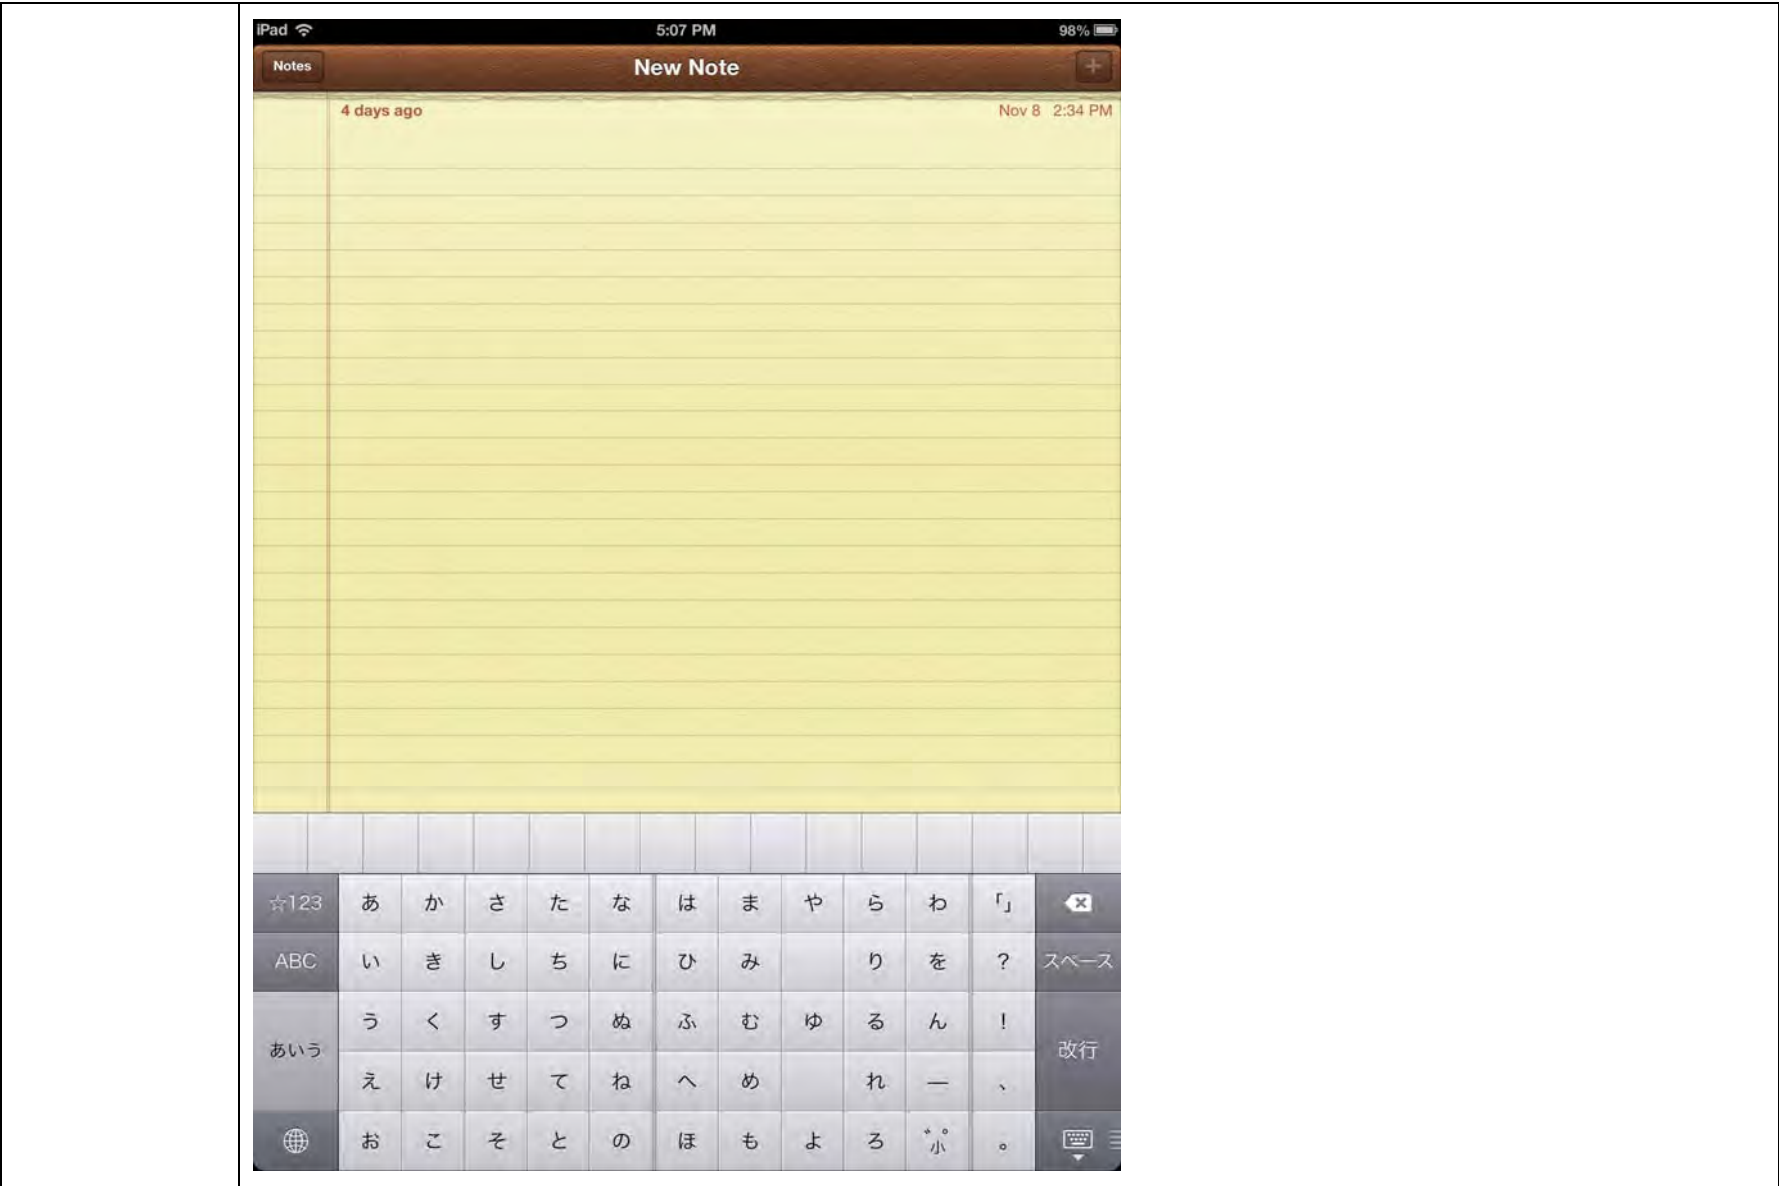 iPad 5:07 PM 98%
Notes New Note +
4 days ago Nov 8 2:34 PM
☆123 あ か さ た な は ま や ら わ 「」
ABC い き し ち に ひ み り を ? スペース
う く す つ ぬ ふ む ゆ る ん !
あいう 改行
え け せ て ね へ め れ ー 、
お こ そ と の ほ も よ ろ ゛゜小 。